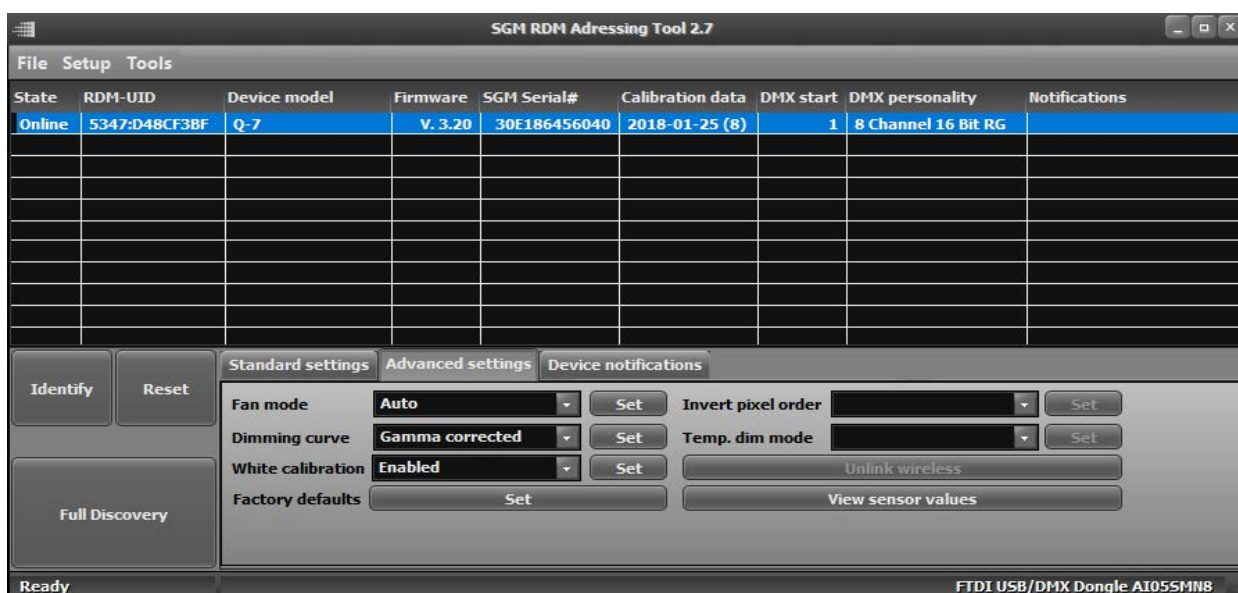 SGM RDM Adressing Tool 2.7
File Setup Tools
State RDM-UID Device model Firmware SGM Serial# Calibration data DMX start DMX personality Notifications
Online 5347:D48CF3BF Q-7 V. 3.20 30E186456040 2018-01-25 (8) 1 8 Channel 16 Bit RG
Identify Reset
Full Discovery
Standard settings Advanced settings Device notifications
Fan mode Auto Set Invert pixel order Set
Dimming curve Gamma corrected Set Temp. dim mode Set
White calibration Enabled Set Unlink wireless
Factory defaults Set View sensor values
Ready FTDI USB/DMX Dongle AI05SMN8